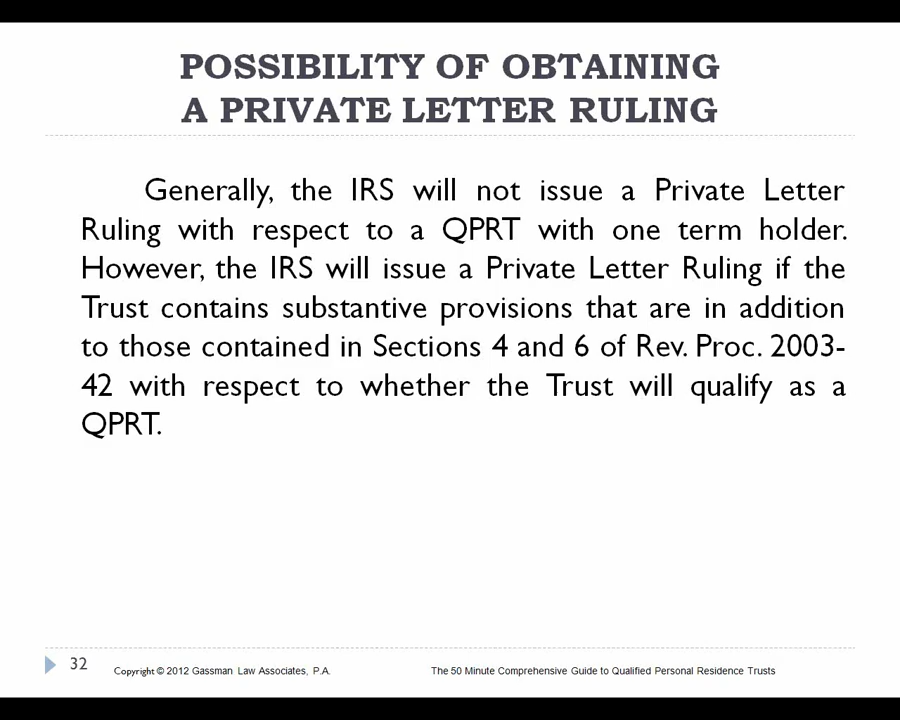 POSSIBILITY OF OBTAINING
A PRIVATE LETTER RULING
Generally, the IRS will not issue a Private Letter
Ruling with respect to a QPRT with one term holder.
However, the IRS will issue a Private Letter Ruling if the
Trust contains substantive provisions that are in addition
to those contained in Sections 4 and 6 of Rev. Proc. 2003-
42 with respect to whether the Trust will qualify as a
QPRT.
32
Copyright © 2012 Gassman Law Associates, P.A.
The 50 Minute Comprehensive Guide to Qualified Personal Residence Trusts